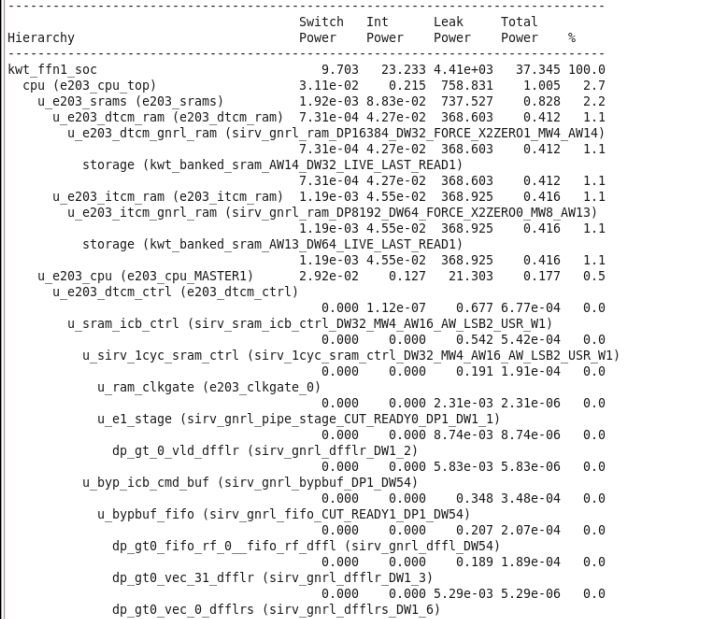 --------------------------------------------------------------------------------
                                       Switch   Int      Leak     Total
Hierarchy                              Power    Power    Power    Power    %
--------------------------------------------------------------------------------
kwt_ffn1_soc                              9.703   23.233 4.41e+03   37.345 100.0
  cpu (e203_cpu_top)                   3.11e-02    0.215  758.831    1.005   2.7
    u_e203_srams (e203_srams)          1.92e-03 8.83e-02  737.527    0.828   2.2
      u_e203_dtcm_ram (e203_dtcm_ram)  7.31e-04 4.27e-02  368.603    0.412   1.1
        u_e203_dtcm_gnrl_ram (sirv_gnrl_ram_DP16384_DW32_FORCE_X2ZERO1_MW4_AW14)
                                       7.31e-04 4.27e-02  368.603    0.412   1.1
          storage (kwt_banked_sram_AW14_DW32_LIVE_LAST_READ1)
                                       7.31e-04 4.27e-02  368.603    0.412   1.1
      u_e203_itcm_ram (e203_itcm_ram)  1.19e-03 4.55e-02  368.925    0.416   1.1
        u_e203_itcm_gnrl_ram (sirv_gnrl_ram_DP8192_DW64_FORCE_X2ZERO0_MW8_AW13)
                                       1.19e-03 4.55e-02  368.925    0.416   1.1
          storage (kwt_banked_sram_AW13_DW64_LIVE_LAST_READ1)
                                       1.19e-03 4.55e-02  368.925    0.416   1.1
    u_e203_cpu (e203_cpu_MASTER1)      2.92e-02    0.127   21.303    0.177   0.5
      u_e203_dtcm_ctrl (e203_dtcm_ctrl)
                                          0.000 1.12e-07    0.677 6.77e-04   0.0
        u_sram_icb_ctrl (sirv_sram_icb_ctrl_DW32_MW4_AW16_AW_LSB2_USR_W1)
                                          0.000    0.000    0.542 5.42e-04   0.0
          u_sirv_1cyc_sram_ctrl (sirv_1cyc_sram_ctrl_DW32_MW4_AW16_AW_LSB2_USR_W1)
                                          0.000    0.000    0.191 1.91e-04   0.0
            u_ram_clkgate (e203_clkgate_0)
                                          0.000    0.000 2.31e-03 2.31e-06   0.0
            u_e1_stage (sirv_gnrl_pipe_stage_CUT_READY0_DP1_DW1_1)
                                          0.000    0.000 8.74e-03 8.74e-06   0.0
              dp_gt_0_vld_dfflr (sirv_gnrl_dfflr_DW1_2)
                                          0.000    0.000 5.83e-03 5.83e-06   0.0
          u_byp_icb_cmd_buf (sirv_gnrl_bypbuf_DP1_DW54)
                                          0.000    0.000    0.348 3.48e-04   0.0
            u_bypbuf_fifo (sirv_gnrl_fifo_CUT_READY1_DP1_DW54)
                                          0.000    0.000    0.207 2.07e-04   0.0
              dp_gt0_fifo_rf_0__fifo_rf_dffl (sirv_gnrl_dffl_DW54)
                                          0.000    0.000    0.189 1.89e-04   0.0
              dp_gt0_vec_31_dfflr (sirv_gnrl_dfflr_DW1_3)
                                          0.000    0.000 5.29e-03 5.29e-06   0.0
              dp_gt0_vec_0_dfflrs (sirv_gnrl_dfflrs_DW1_6)